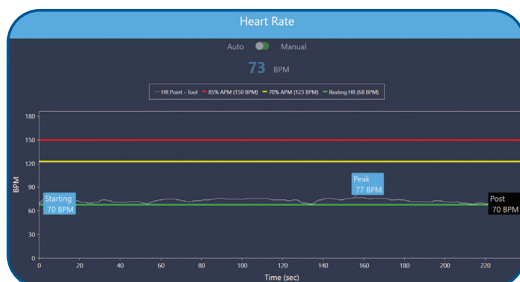 Heart Rate
Auto Manual
73 BPM
HR Point - Toul 85% APM (150 BPM) 70% APM (123 BPM) Resting HR (68 BPM)
180
150
120
90
60
30
0
BPM
Starting
70 BPM
Peak
77 BPM
Post
70 BPM
0 20 40 60 80 100 120 140 160 180 200 220
Time (sec)